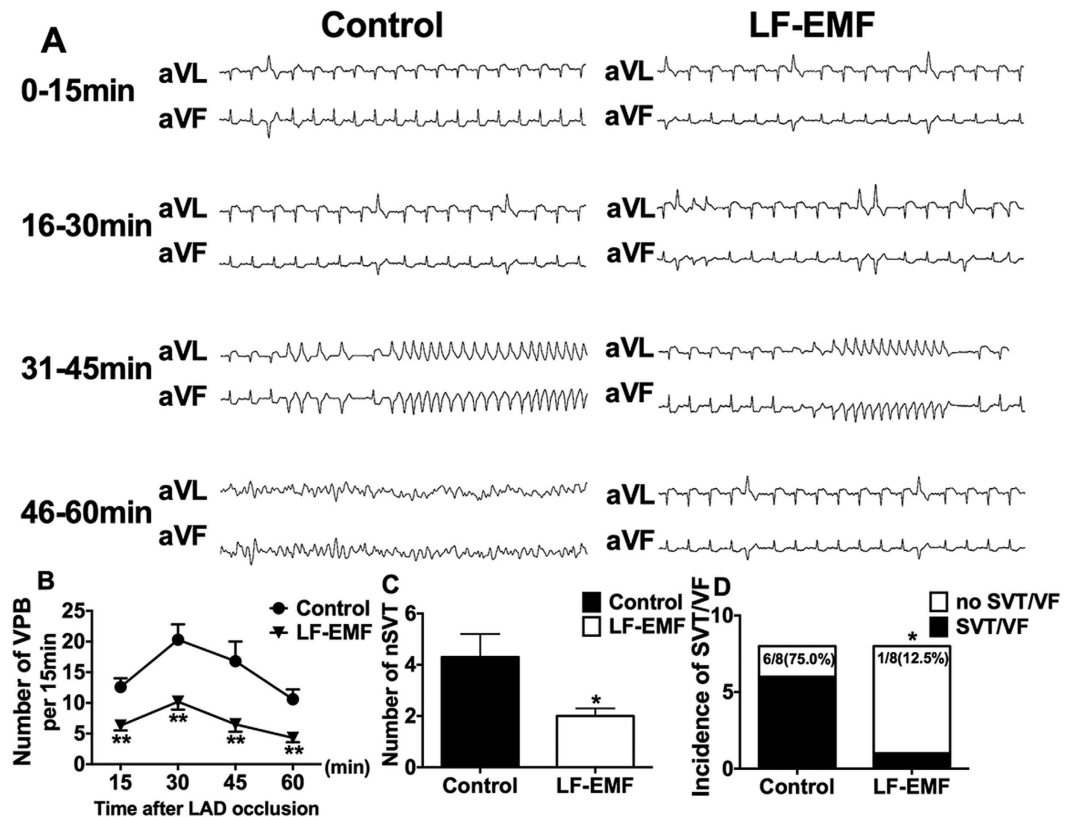 A
Control
LF-EMF
0-15min
aVL
aVF
aVL
aVF
16-30min
aVL
aVF
aVL
aVF
31-45min
aVL
aVF
aVL
aVF
46-60min
aVL
aVF
aVL
aVF
B
Number of VPB
per 15min
25
20
15
10
5
0
Control
LF-EMF
**
**
**
**
15 30 45 60 (min)
Time after LAD occlusion
C
Number of nSVT
6
4
2
0
Control
LF-EMF
*
Control LF-EMF
D
Incidence of SVT/VF
10
5
0
no SVT/VF
SVT/VF
*
6/8(75.0%)
1/8(12.5%)
Control LF-EMF